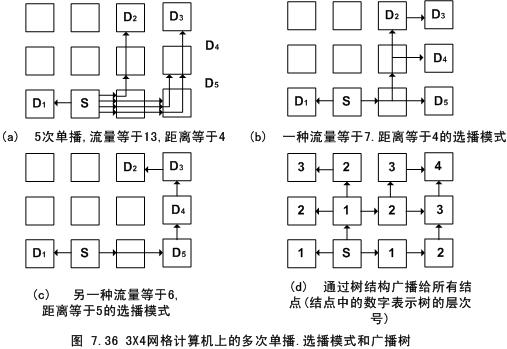 D2 D3
D4
D5
D1 S
(a) 5次单播,流量等于13,距离等于4
D2 D3
D4
D1 S D5
(b) 一种流量等于7.距离等于4的选播模式
D2 D3
D4
D1 S D5
(c) 另一种流量等于6,
距离等于5的选播模式
3 2 3 4
2 1 2 3
1 S 1 2
(d) 通过树结构广播给所有结
点(结点中的数字表示树的层次
号)
图 7.36 3X4网格计算机上的多次单播.选播模式和广播树